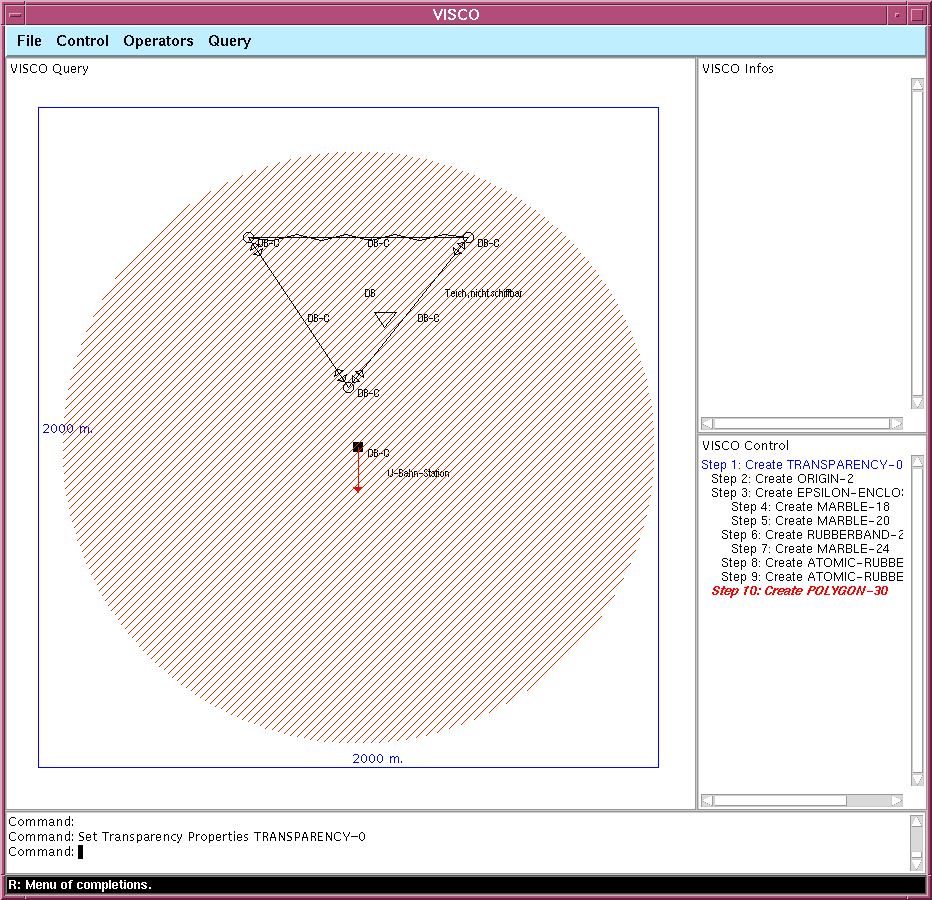 VISCO
File Control Operators Query
VISCO Query
DB-C
DB-C
DB-C
DB
Teich, nicht schiffbar
DB-C
DB-C
DB-C
2000 m.
DB-C
U-Bahn-Station
2000 m.
VISCO Infos
VISCO Control
Step 1: Create TRANSPARENCY-0
Step 2: Create ORIGIN-2
Step 3: Create EPSILON-ENCLO
Step 4: Create MARBLE-18
Step 5: Create MARBLE-20
Step 6: Create RUBBERBAND-2
Step 7: Create MARBLE-24
Step 8: Create ATOMIC-RUBBE
Step 9: Create ATOMIC-RUBBE
Step 10: Create POLYGON-30
Command:
Command: Set Transparency Properties TRANSPARENCY-0
Command:
R: Menu of completions.